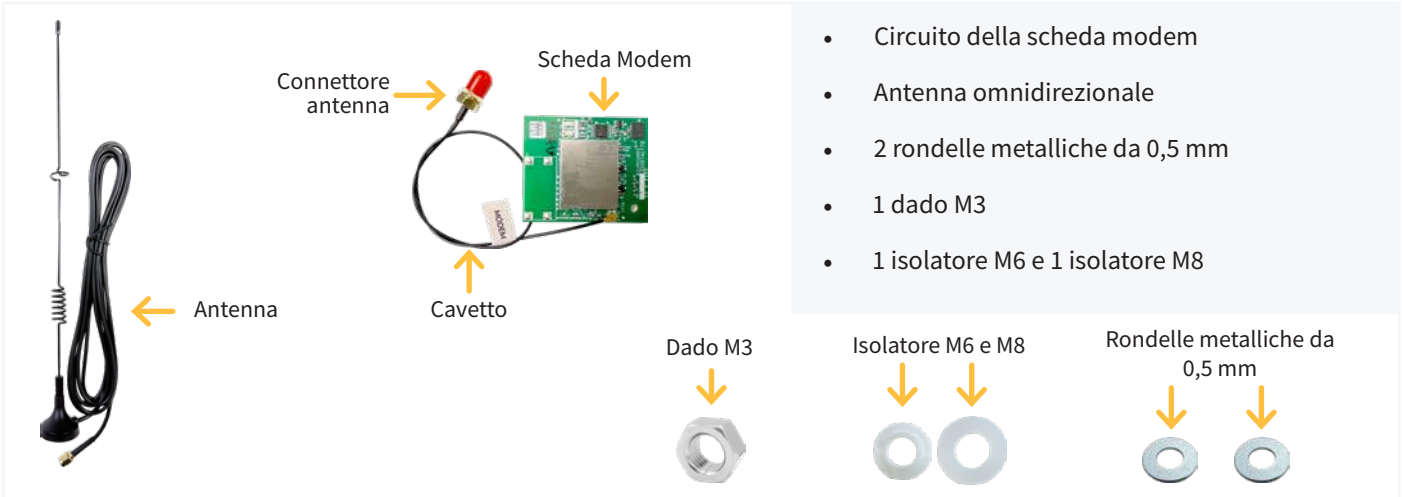 Connettore
antenna
Scheda Modem
MODEM
Antenna
Cavetto
• Circuito della scheda modem
• Antenna omnidirezionale
• 2 rondelle metalliche da 0,5 mm
• 1 dado M3
• 1 isolatore M6 e 1 isolatore M8
Dado M3
Isolatore M6 e M8
Rondelle metalliche da
0,5 mm